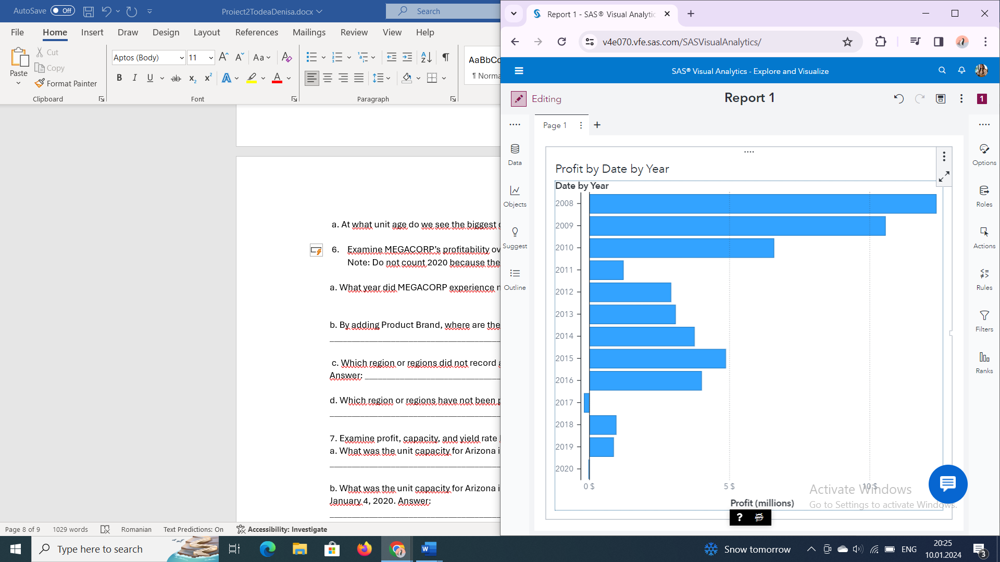 AutoSave Off
Proiect2TodeaDenisa.docx
Search
File Home Insert Draw Design Layout References Mailings Review View Help
Paste
Cut
Copy
Format Painter
Clipboard
Aptos (Body) 11
Font
Paragraph
AaBbCc
¶ Norma
a. At what unit age do we see the biggest
6. Examine MEGACORP's profitability ov
Note: Do not count 2020 because the
a. What year did MEGACORP experience n
b. By adding Product Brand, where are the
c. Which region or regions did not record a
Answer:
d. Which region or regions have not been p
7. Examine profit, capacity, and yield rate
a. What was the unit capacity for Arizona i
b. What was the unit capacity for Arizona i
January 4, 2020. Answer:
Page 8 of 9 1029 words Romanian Text Predictions: On Accessibility: Investigate
Report 1 - SAS® Visual Analytic
v4e070.vfe.sas.com/SASVisualAnalytics/
SAS® Visual Analytics - Explore and Visualize
Editing
Report 1
1
Page 1
Data
Objects
Suggest
Outline
Profit by Date by Year
Date by Year
2008
2009
2010
2011
2012
2013
2014
2015
2016
2017
2018
2019
2020
0 $ 5 $ 10 $
Profit (millions)
Options
Roles
Actions
Rules
Filters
Ranks
Activate Windows
Go to Settings to activate Windows.
Type here to search
Snow tomorrow
ENG
20:25
10.01.2024
3